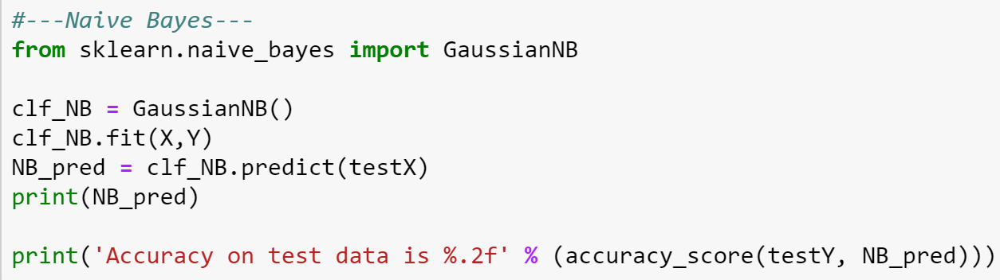 #---Naive Bayes---
from sklearn.naive_bayes import GaussianNB
clf_NB = GaussianNB()
clf_NB.fit(X,Y)
NB_pred = clf_NB.predict(testX)
print(NB_pred)
print('Accuracy on test data is %.2f' % (accuracy_score(testY, NB_pred)))